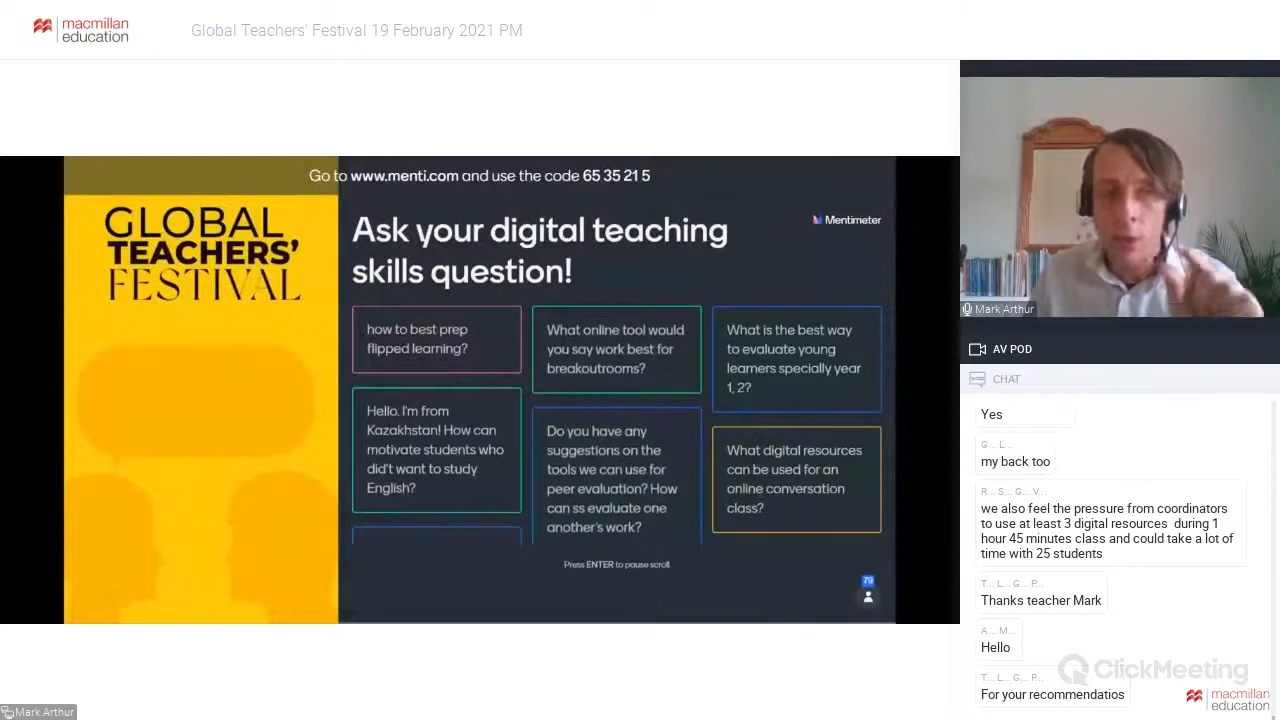 macmillan
education
Global Teachers' Festival 19 February 2021 PM
Go to www.menti.com and use the code 65 35 21 5
GLOBAL
TEACHERS'
FESTIVAL
Ask your digital teaching
skills question!
Mentimeter
how to best prep
flipped learning?
Hello. I'm from
Kazakhstan! How can
motivate students who
did't want to study
English?
What online tool would
you say work best for
breakoutrooms?
Do you have any
suggestions on the
tools we can use for
peer evaluation? How
can ss evaluate one
another's work?
What is the best way
to evaluate young
learners specially year
1, 2?
What digital resources
can be used for an
online conversation
class?
Press ENTER to pause scroll
79
Mark Arthur
Mark Arthur
AV POD
CHAT
Yes
G... L...
my back too
R... S... G... V...
we also feel the pressure from coordinators
to use at least 3 digital resources during 1
hour 45 minutes class and could take a lot of
time with 25 students
T... L... G... P...
Thanks teacher Mark
A... M...
Hello
T... L... G... P...
For your recommendatios
ClickMeeting
macmillan
education